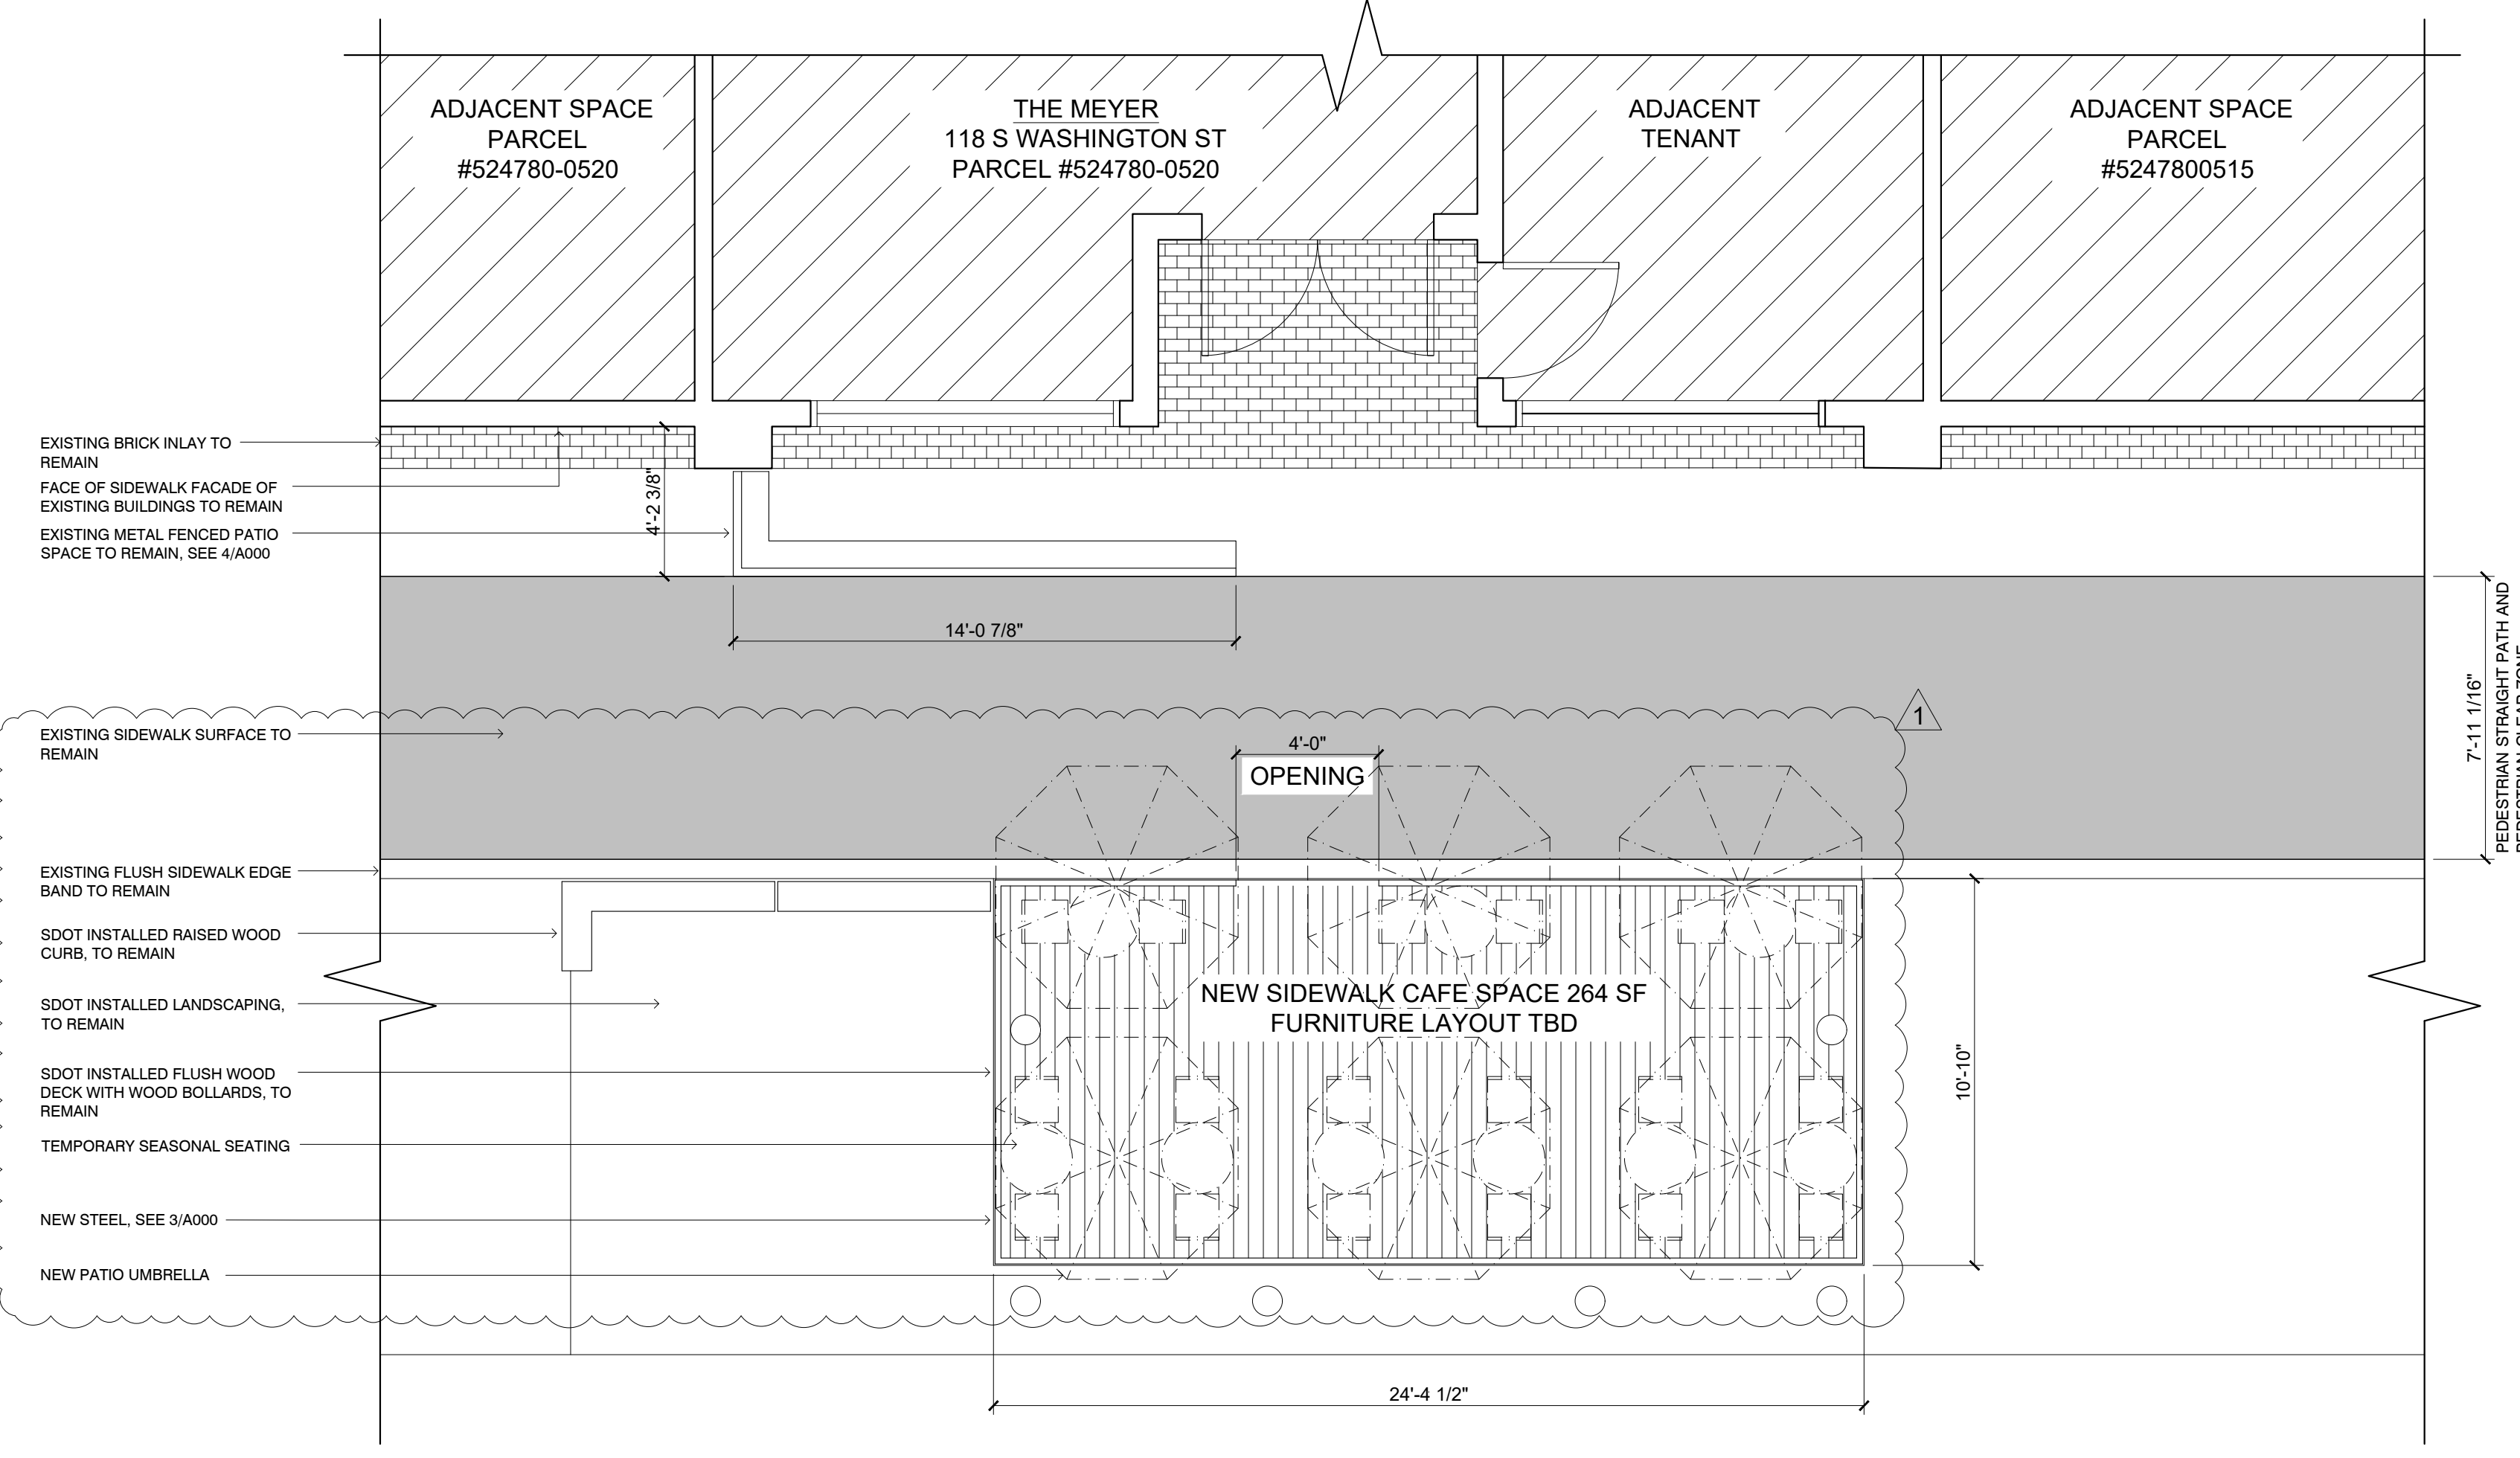 ADJACENT SPACE
PARCEL
#524780-0520
THE MEYER
118 S WASHINGTON ST
PARCEL #524780-0520
ADJACENT
TENANT
ADJACENT SPACE
PARCEL
#5247800515
EXISTING BRICK INLAY TO
REMAIN
FACE OF SIDEWALK FACADE OF
EXISTING BUILDINGS TO REMAIN
EXISTING METAL FENCED PATIO
SPACE TO REMAIN, SEE 4/A000
4'-2 3/8"
14'-0 7/8"
7'-11 1/16"
PEDESTRIAN STRAIGHT PATH AND
PEDESTRIAN CLEAR ZONE
1
EXISTING SIDEWALK SURFACE TO
REMAIN
4'-0"
OPENING
EXISTING FLUSH SIDEWALK EDGE
BAND TO REMAIN
SDOT INSTALLED RAISED WOOD
CURB, TO REMAIN
SDOT INSTALLED LANDSCAPING,
TO REMAIN
SDOT INSTALLED FLUSH WOOD
DECK WITH WOOD BOLLARDS, TO
REMAIN
TEMPORARY SEASONAL SEATING
NEW STEEL, SEE 3/A000
NEW PATIO UMBRELLA
NEW SIDEWALK CAFE SPACE 264 SF
FURNITURE LAYOUT TBD
10'-10"
24'-4 1/2"